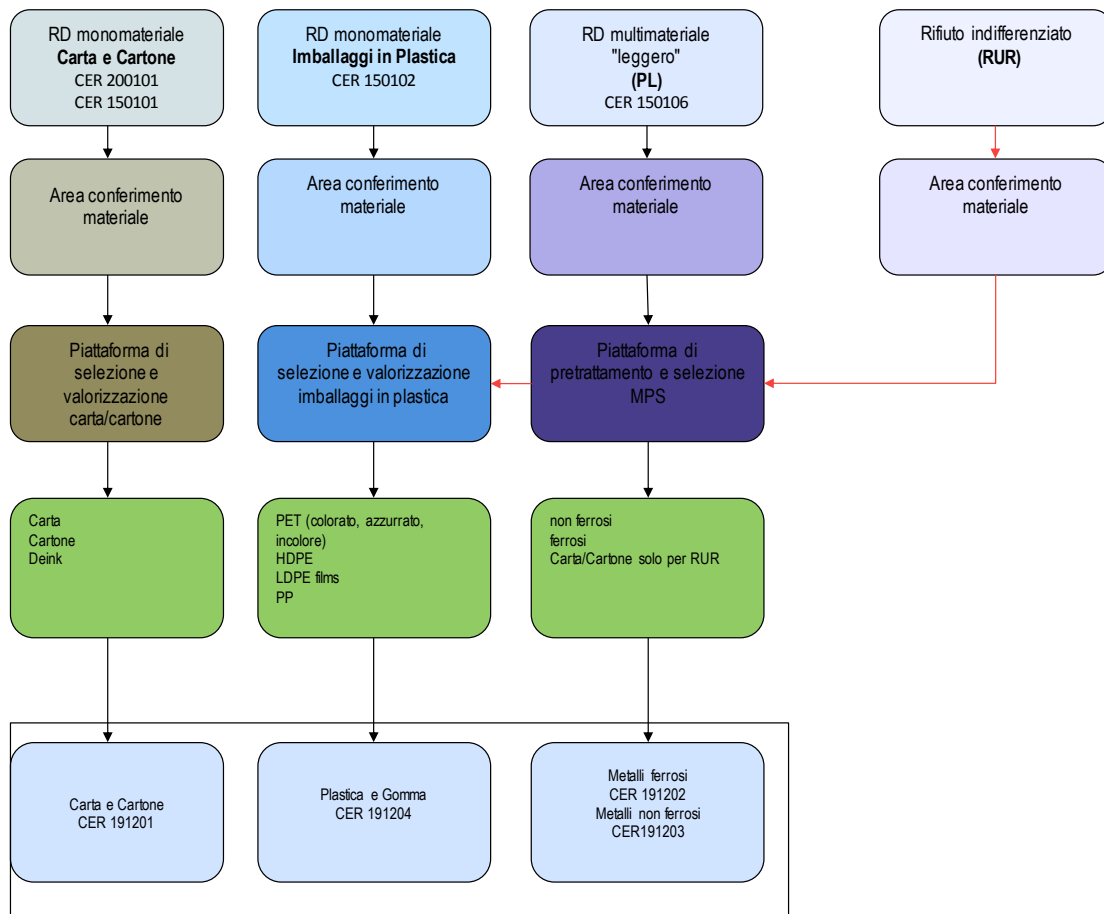 RD monomateriale
Carta e Cartone
CER 200101
CER 150101
RD monomateriale
Imballaggi in Plastica
CER 150102
RD multimateriale
"leggero"
(PL)
CER 150106
Rifiuto indifferenziato
(RUR)
Area conferimento
materiale
Area conferimento
materiale
Area conferimento
materiale
Area conferimento
materiale
Piattaforma di
selezione e
valorizzazione
carta/cartone
Piattaforma di
selezione e valorizzazione
imballaggi in plastica
Piattaforma di
pretrattamento e selezione
MPS
Carta
Cartone
Deink
PET (colorato, azzurrato,
incolore)
HDPE
LDPE films
PP
non ferrosi
ferrosi
Carta/Cartone solo per RUR
Carta e Cartone
CER 191201
Plastica e Gomma
CER 191204
Metalli ferrosi
CER 191202
Metalli non ferrosi
CER191203